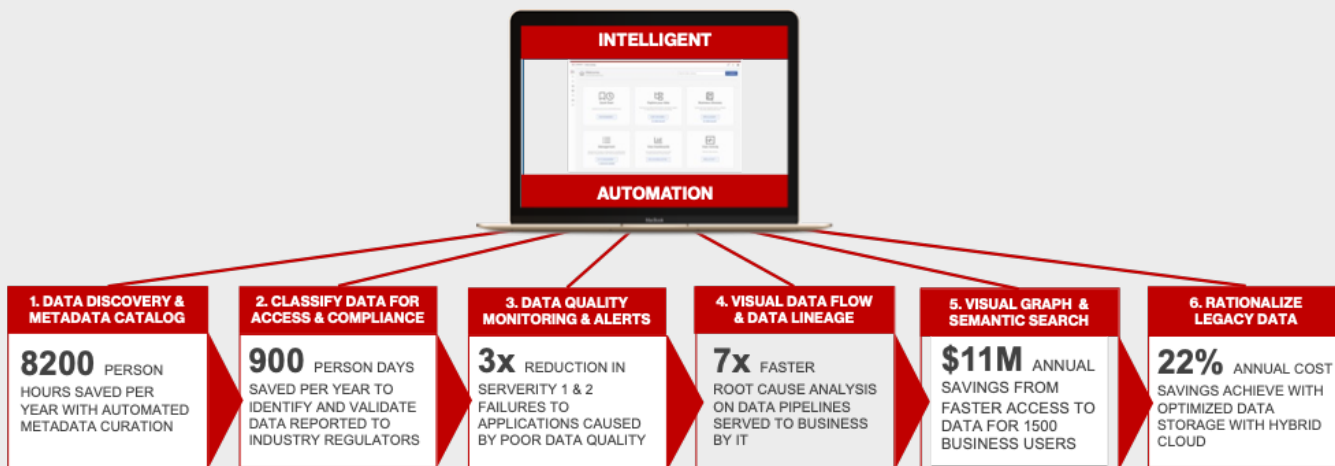 INTELLIGENT
AUTOMATION
MacBook
1. DATA DISCOVERY &
METADATA CATALOG
8200 PERSON
HOURS SAVED PER
YEAR WITH AUTOMATED
METADATA CURATION
2. CLASSIFY DATA FOR
ACCESS & COMPLIANCE
900 PERSON DAYS
SAVED PER YEAR TO
IDENTIFY AND VALIDATE
DATA REPORTED TO
INDUSTRY REGULATORS
3. DATA QUALITY
MONITORING & ALERTS
3x REDUCTION IN
SERVERITY 1 & 2
FAILURES TO
APPLICATIONS CAUSED
BY POOR DATA QUALITY
4. VISUAL DATA FLOW
& DATA LINEAGE
7x FASTER
ROOT CAUSE ANALYSIS
ON DATA PIPELINES
SERVED TO BUSINESS
BY IT
5. VISUAL GRAPH &
SEMANTIC SEARCH
$11M ANNUAL
SAVINGS FROM
FASTER ACCESS TO
DATA FOR 1500
BUSINESS USERS
6. RATIONALIZE
LEGACY DATA
22% ANNUAL COST
SAVINGS ACHIEVE WITH
OPTIMIZED DATA
STORAGE WITH HYBRID
CLOUD